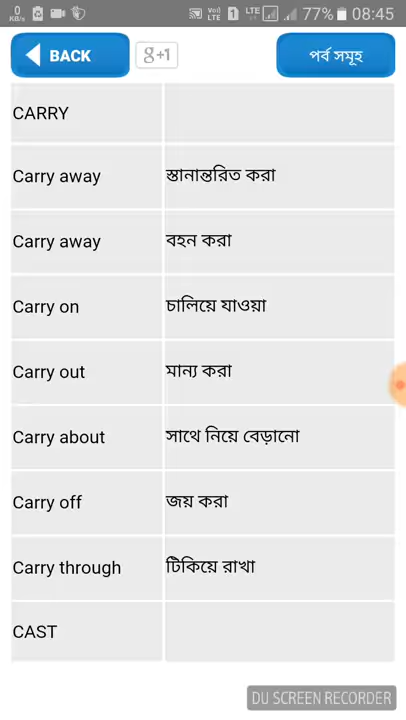 0 KB/s VoD LTE 1 LTE 77% 08:45
BACK g+1 পর্ব সমূহ
CARRY
Carry away স্তানান্তরিত করা
Carry away বহন করা
Carry on চালিয়ে যাওয়া
Carry out মান্য করা
Carry about সাথে নিয়ে বেড়ানো
Carry off জয় করা
Carry through টিকিয়ে রাখা
CAST
DU SCREEN RECORDER